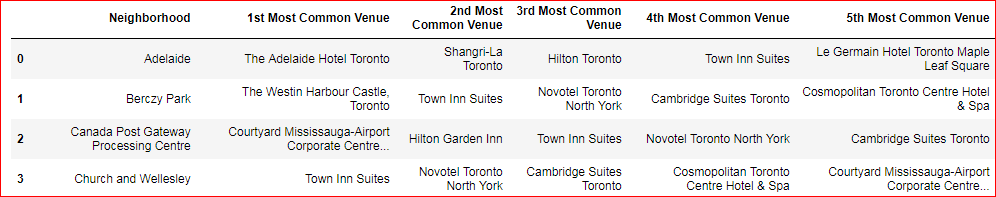 Neighborhood 1st Most Common Venue 2nd Most Common Venue 3rd Most Common Venue 4th Most Common Venue 5th Most Common Venue
0 Adelaide The Adelaide Hotel Toronto Shangri-La Toronto Hilton Toronto Town Inn Suites Le Germain Hotel Toronto Maple Leaf Square
1 Berczy Park The Westin Harbour Castle, Toronto Town Inn Suites Novotel Toronto North York Cambridge Suites Toronto Cosmopolitan Toronto Centre Hotel & Spa
2 Canada Post Gateway Processing Centre Courtyard Mississauga-Airport Corporate Centre... Hilton Garden Inn Town Inn Suites Novotel Toronto North York Cambridge Suites Toronto
3 Church and Wellesley Town Inn Suites Novotel Toronto North York Cambridge Suites Toronto Cosmopolitan Toronto Centre Hotel & Spa Courtyard Mississauga-Airport Corporate Centre...